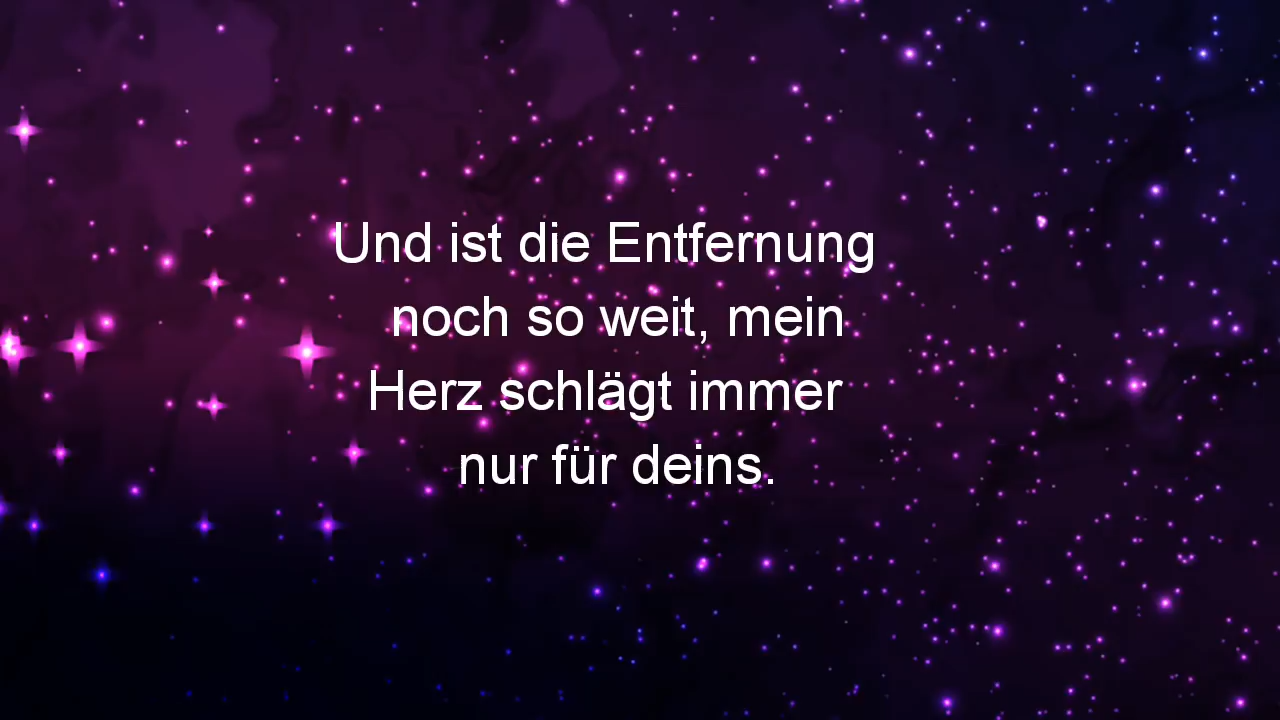 Und ist die Entfernung
noch so weit, mein
Herz schlägt immer
nur für deins.